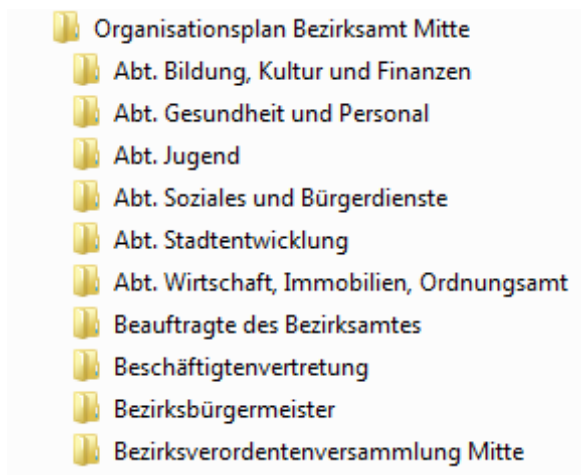 Organisationsplan Bezirksamt Mitte
Abt. Bildung, Kultur und Finanzen
Abt. Gesundheit und Personal
Abt. Jugend
Abt. Soziales und Bürgerdienste
Abt. Stadtentwicklung
Abt. Wirtschaft, Immobilien, Ordnungsamt
Beauftragte des Bezirksamtes
Beschäftigtenvertretung
Bezirksbürgermeister
Bezirksverordentenversammlung Mitte